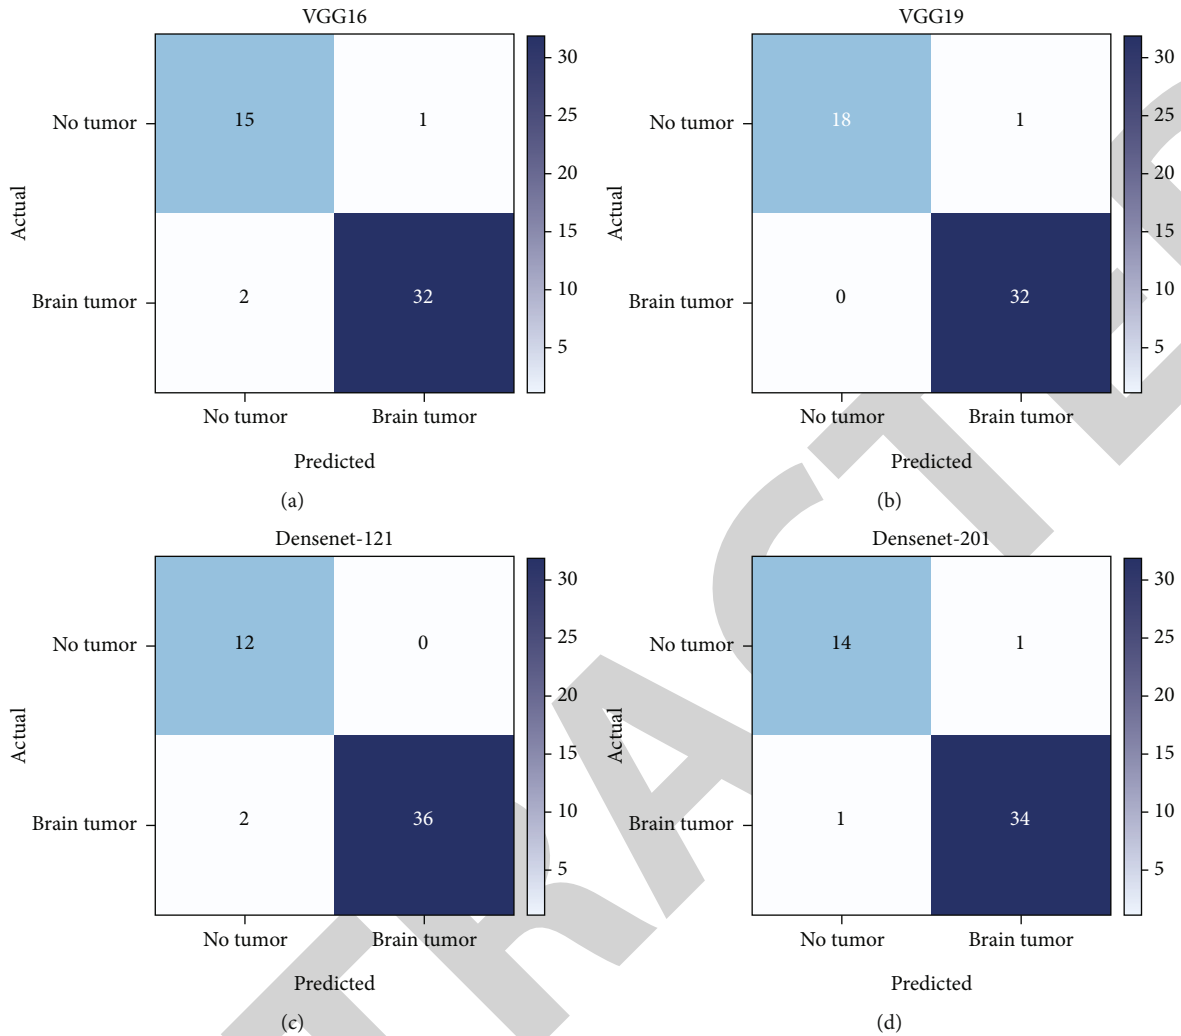 VGG16
No tumor
15
1
Brain tumor
2
32
No tumor
Brain tumor
Actual
Predicted
30
25
20
15
10
5
(a)
VGG19
No tumor
18
1
Brain tumor
0
32
No tumor
Brain tumor
Actual
Predicted
30
25
20
15
10
5
(b)
Densenet-121
No tumor
12
0
Brain tumor
2
36
No tumor
Brain tumor
Actual
Predicted
30
25
20
15
10
5
(c)
Densenet-201
No tumor
14
1
Brain tumor
1
34
No tumor
Brain tumor
Actual
Predicted
30
25
20
15
10
5
(d)